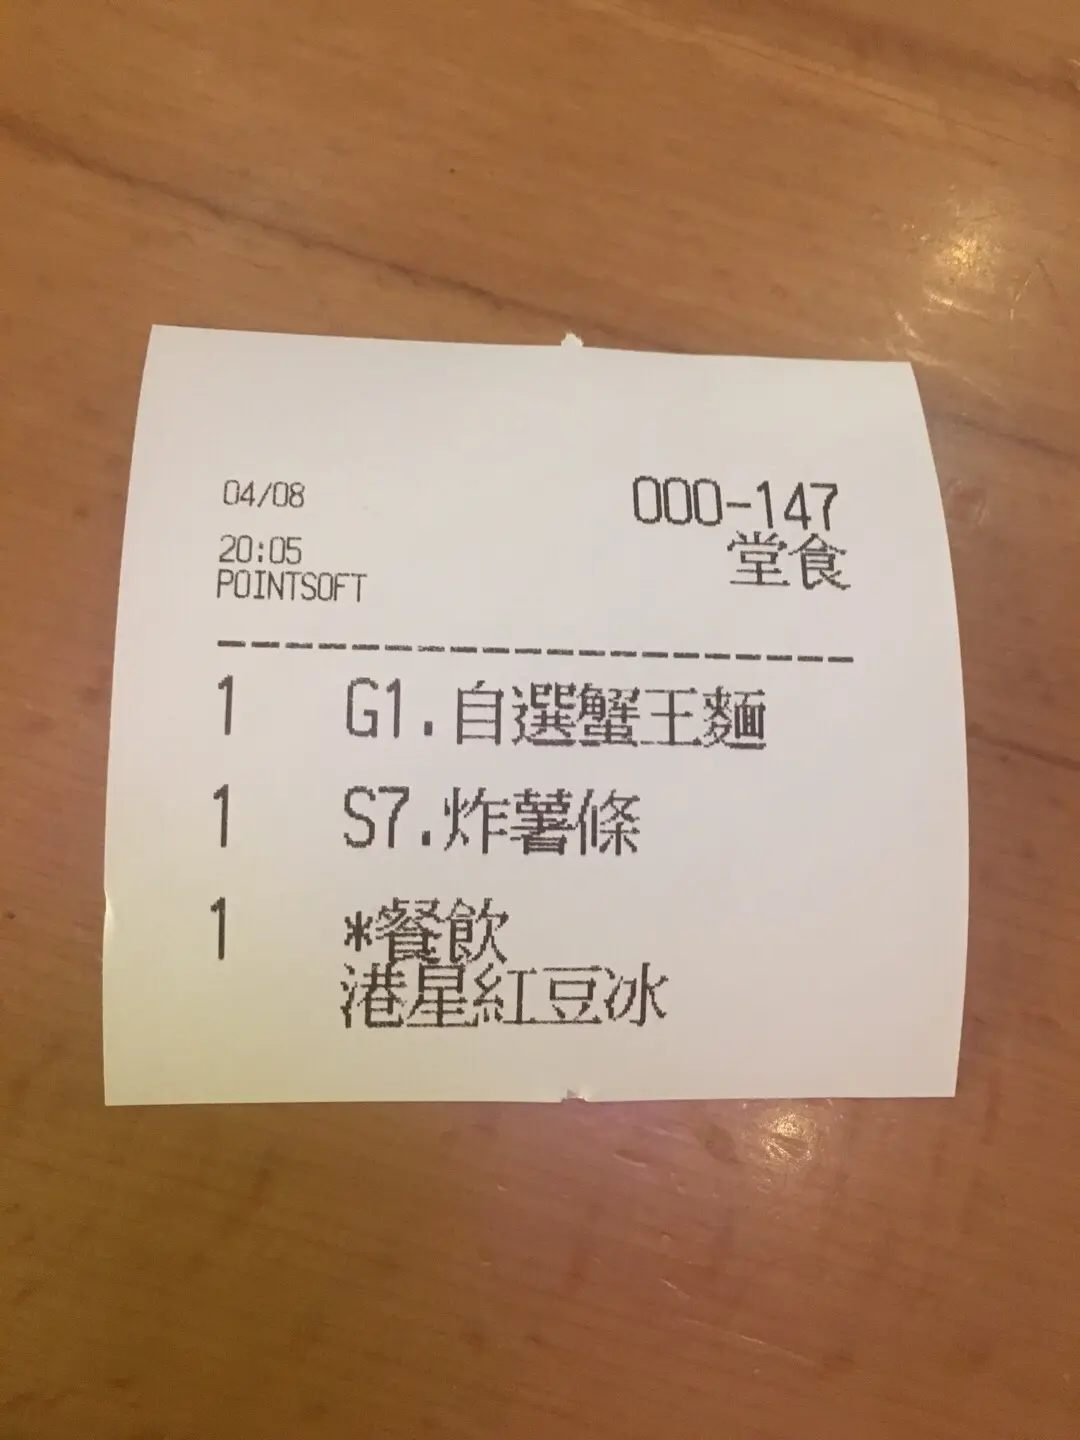 04/08
000-147
堂食
20:05
POINTSOFT
--------------------
1 G1.自選蟹王麵
1 S7.炸薯條
1 *餐飲
港星紅豆冰